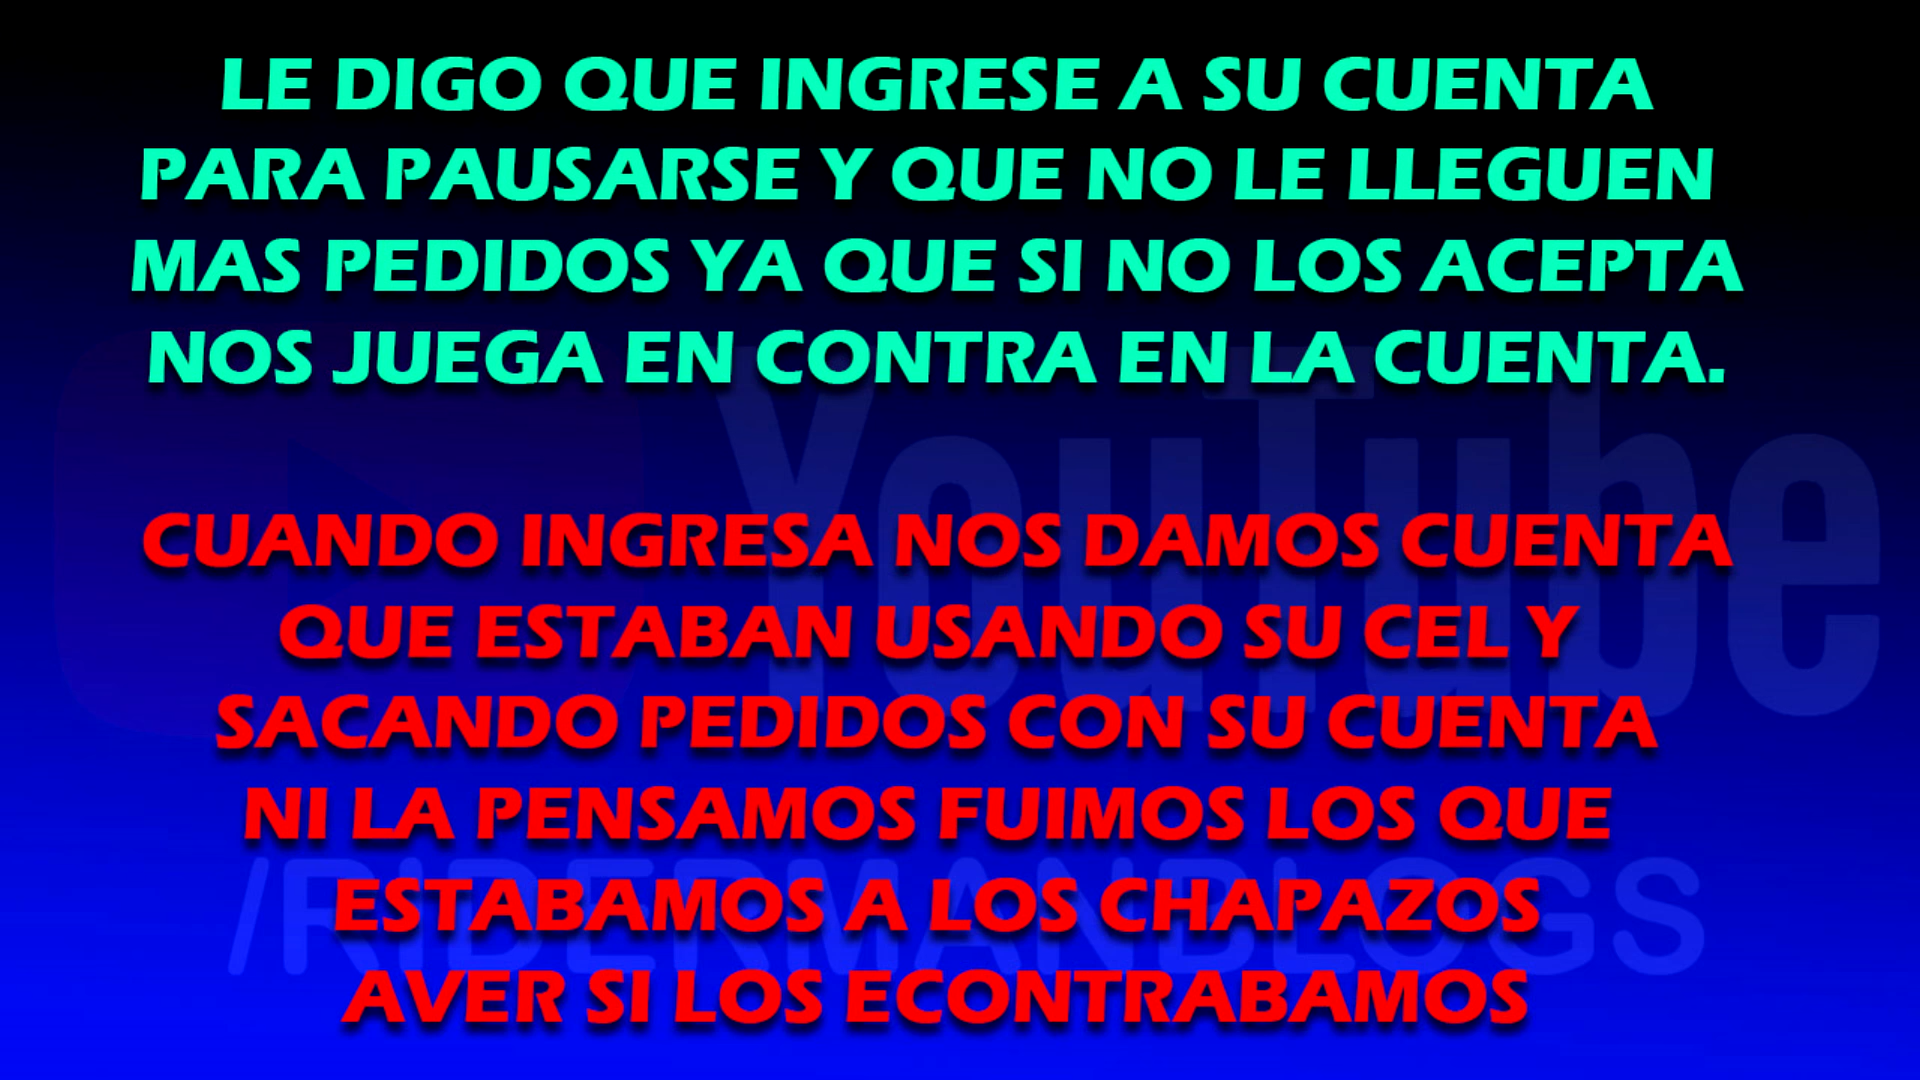 LE DIGO QUE INGRESE A SU CUENTA
PARA PAUSARSE Y QUE NO LE LLEGUEN
MAS PEDIDOS YA QUE SI NO LOS ACEPTA
NOS JUEGA EN CONTRA EN LA CUENTA.
CUANDO INGRESA NOS DAMOS CUENTA
QUE ESTABAN USANDO SU CEL Y
SACANDO PEDIDOS CON SU CUENTA
NI LA PENSAMOS FUIMOS LOS QUE
ESTABAMOS A LOS CHAPAZOS
AVER SI LOS ECONTRABAMOS
YouTube
/RIDERMANBLOGS